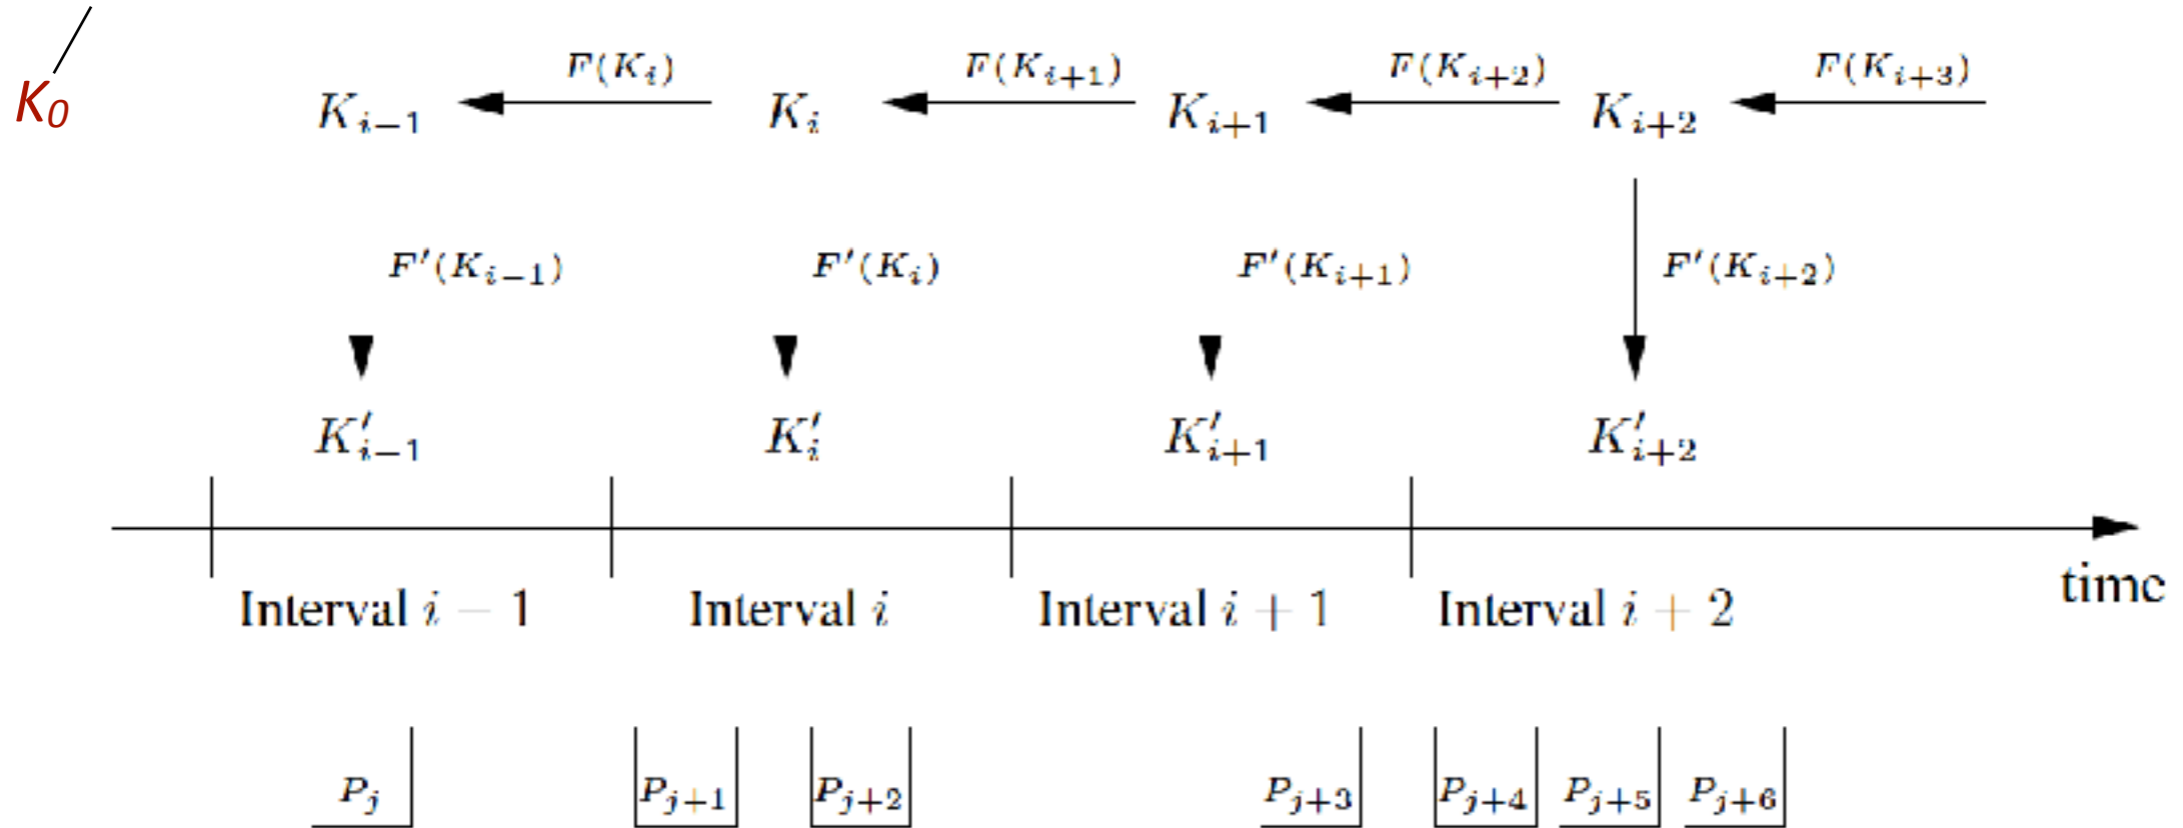 F(Kᵢ) F(Kᵢ₊₁) F(Kᵢ₊₂) F(Kᵢ₊₃)
K₀ Kᵢ₋₁ Kᵢ Kᵢ₊₁ Kᵢ₊₂
F′(Kᵢ₋₁) F′(Kᵢ) F′(Kᵢ₊₁) F′(Kᵢ₊₂)
K′ᵢ₋₁ K′ᵢ K′ᵢ₊₁ K′ᵢ₊₂
time
Interval i − 1 Interval i Interval i + 1 Interval i + 2
Pⱼ Pⱼ₊₁ Pⱼ₊₂ Pⱼ₊₃ Pⱼ₊₄ Pⱼ₊₅ Pⱼ₊₆